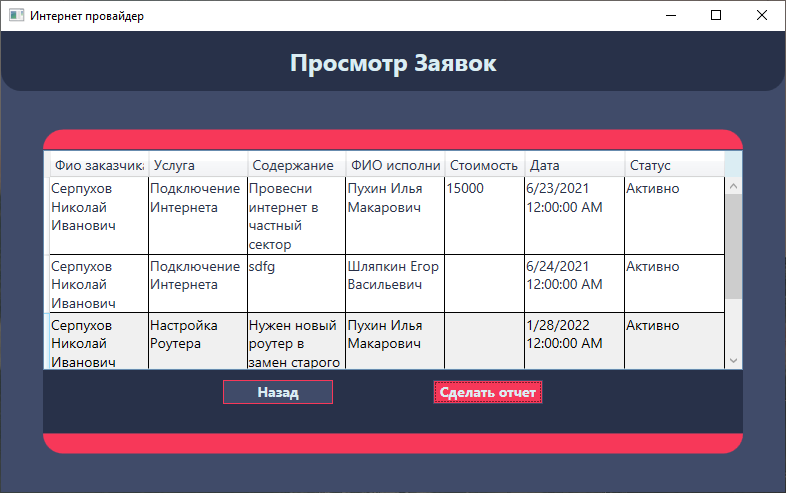 Интернет провайдер
Просмотр Заявок
Фио заказчика Услуга Содержание ФИО исполни Стоимость Дата Статус
Серпухов Подключение Провесни Пухин Илья 15000 6/23/2021 Активно
Николай Интернета интернет в Макарович 12:00:00 AM
Иванович частный
сектор
Серпухов Подключение sdfg Шляпкин Егор 6/24/2021 Активно
Николай Интернета Васильевич 12:00:00 AM
Иванович
Серпухов Настройка Нужен новый Пухин Илья 1/28/2022 Активно
Николай Роутера роутер в Макарович 12:00:00 AM
Иванович замен старого
Назад Сделать отчет